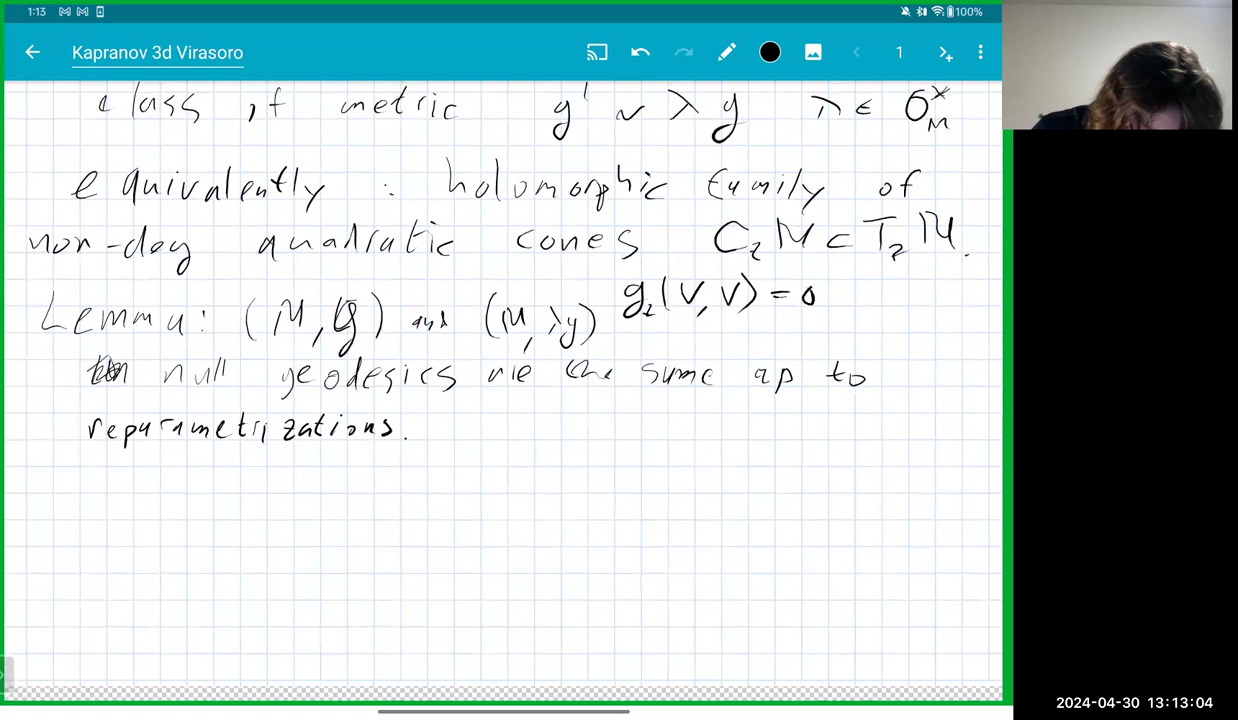 1:13
100%
Kapranov 3d Virasoro
1
class of metric g' ~ λg λ ∈ O_M^×
equivalently : holomorphic family of
non-deg quadratic cones C_z M ⊂ T_z M.
g_z(v,v) = 0
Lemma: (M, g) and (M, λg)
null geodesics are the same up to
reparametrizations.
2024-04-30 13:13:04